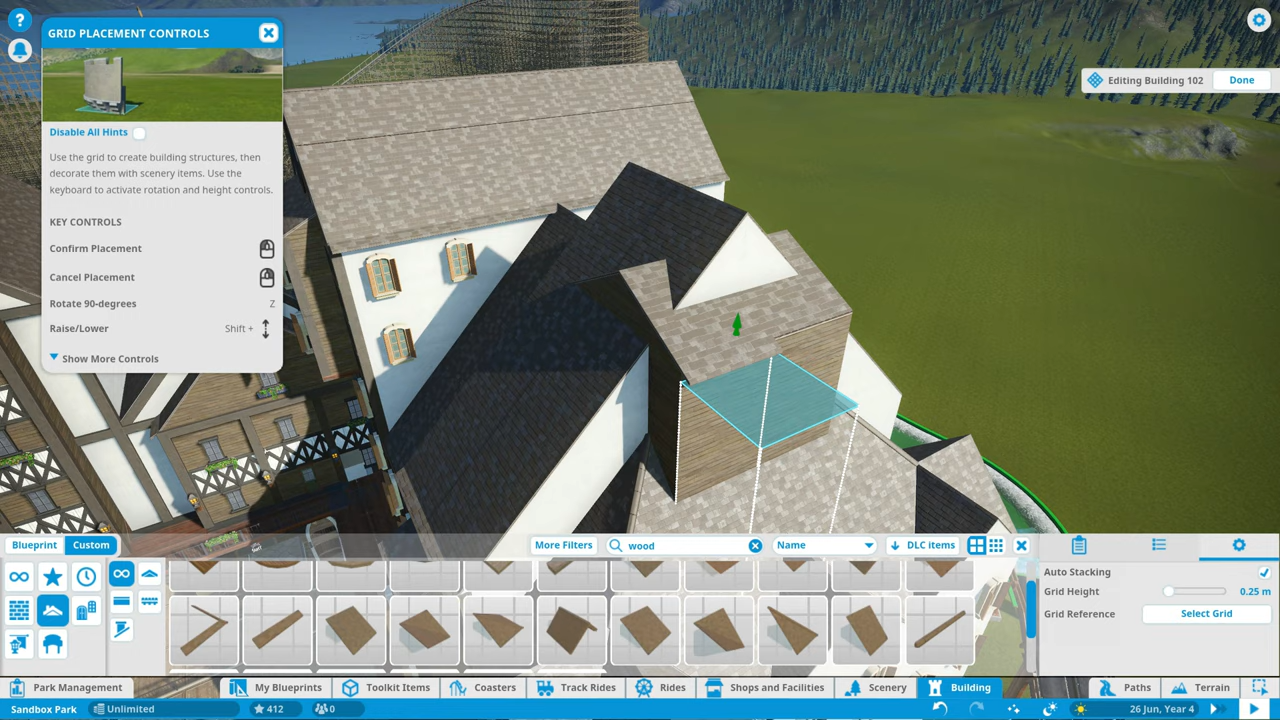 ?
GRID PLACEMENT CONTROLS
Disable All Hints
Use the grid to create building structures, then
decorate them with scenery items. Use the
keyboard to activate rotation and height controls.
KEY CONTROLS
Confirm Placement
Cancel Placement
Rotate 90-degrees Z
Raise/Lower Shift +
Show More Controls
Editing Building 102 Done
Blueprint Custom More Filters wood Name DLC items
Auto Stacking
Grid Height 0.25 m
Grid Reference Select Grid
Park Management My Blueprints Toolkit Items Coasters Track Rides Rides Shops and Facilities Scenery Building Paths Terrain
Sandbox Park Unlimited 412 0 26 Jun, Year 4